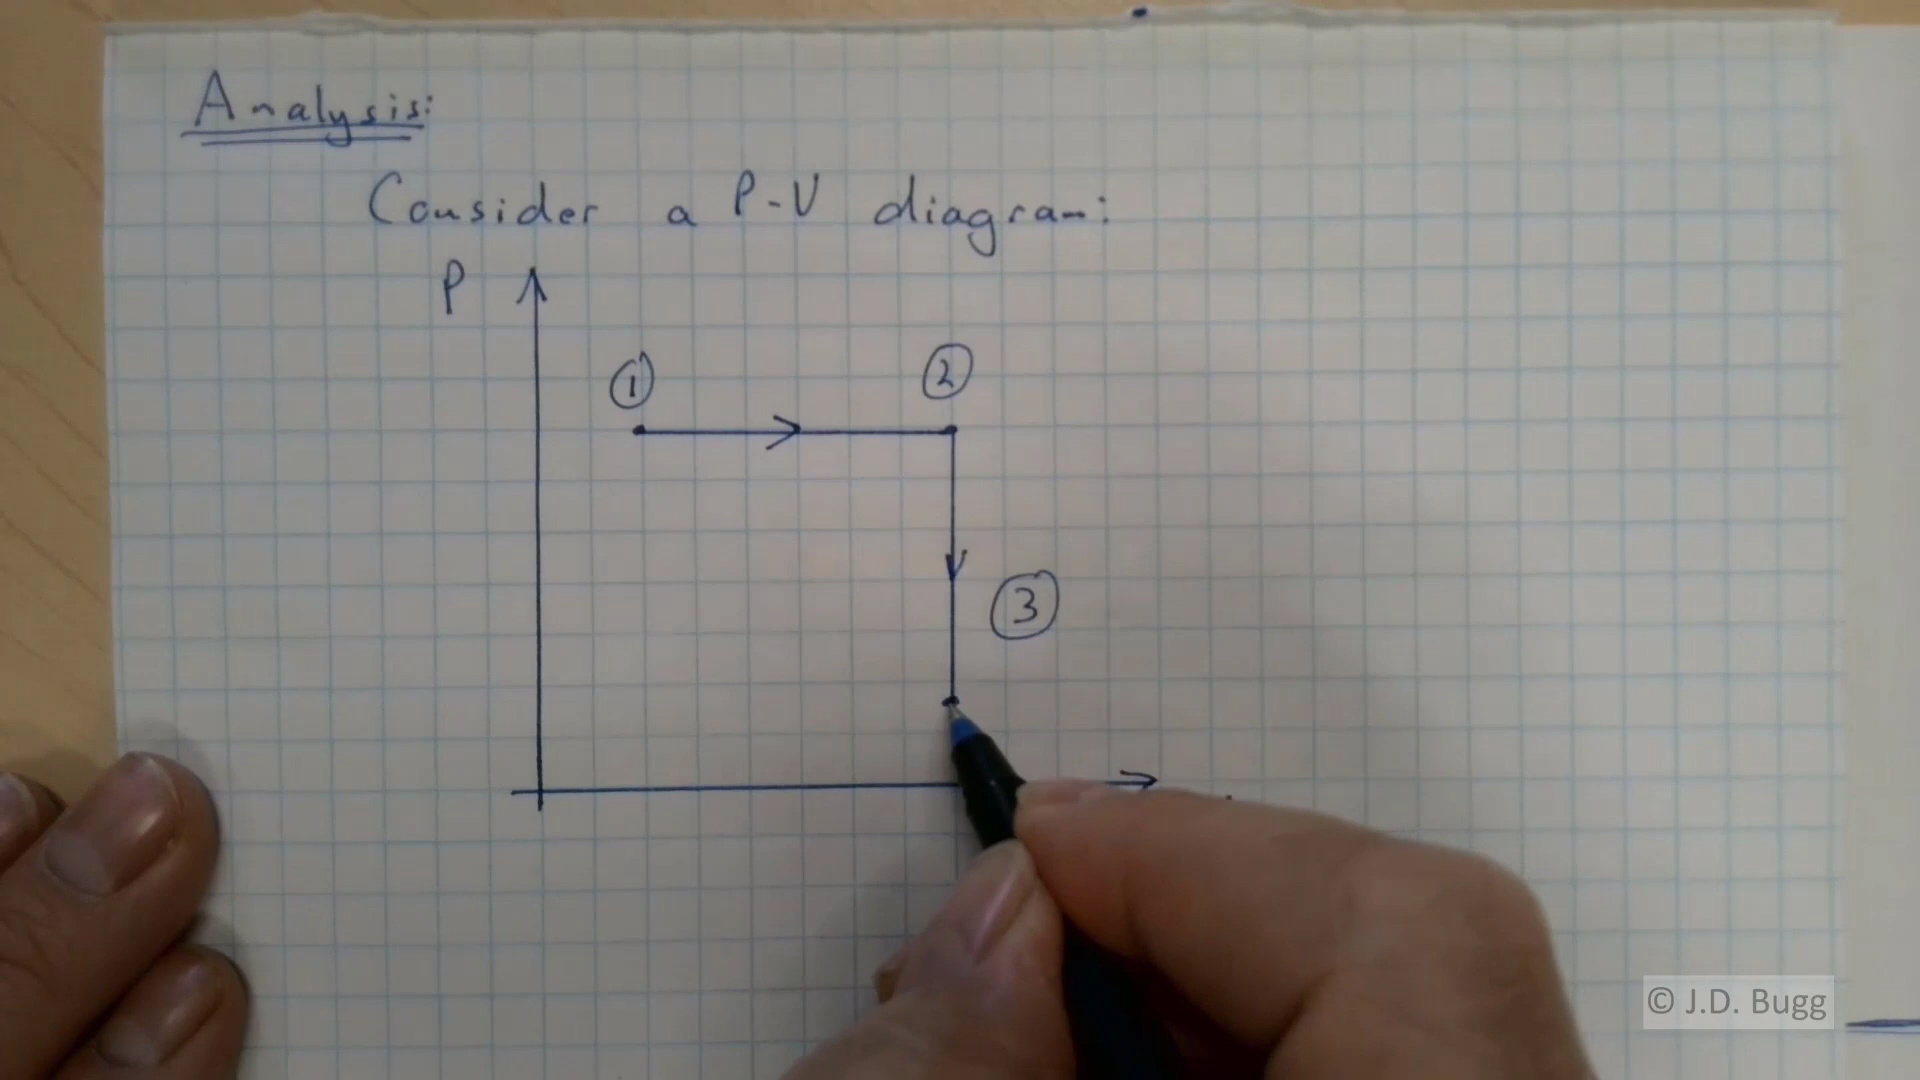 Analysis:
Consider a P-V diagram:
P
1 2
3
© J.D. Bugg